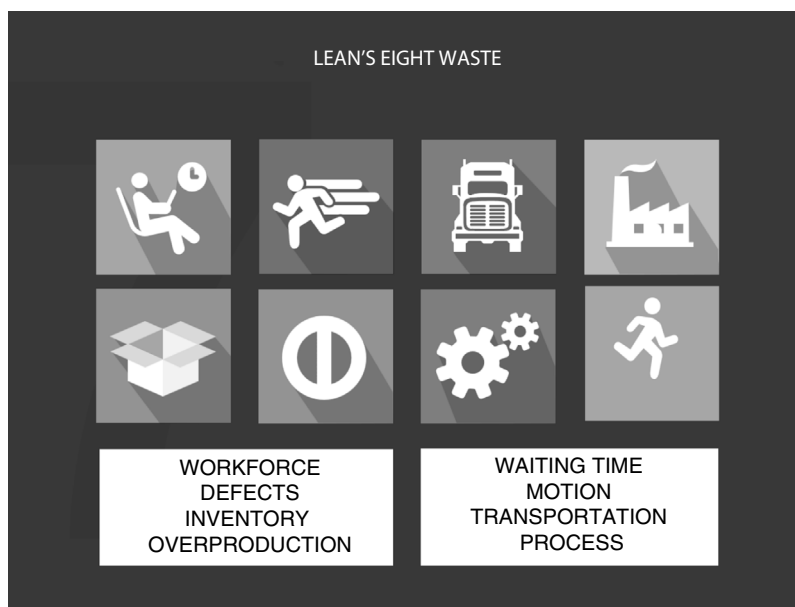 LEAN'S EIGHT WASTE
WORKFORCE
DEFECTS
INVENTORY
OVERPRODUCTION
WAITING TIME
MOTION
TRANSPORTATION
PROCESS